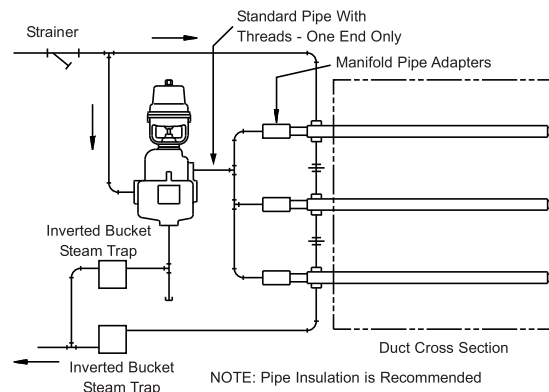 Strainer
Standard Pipe With
Threads - One End Only
Manifold Pipe Adapters
Inverted Bucket
Steam Trap
Inverted Bucket
Steam Trap
Duct Cross Section
NOTE: Pipe Insulation is Recommended